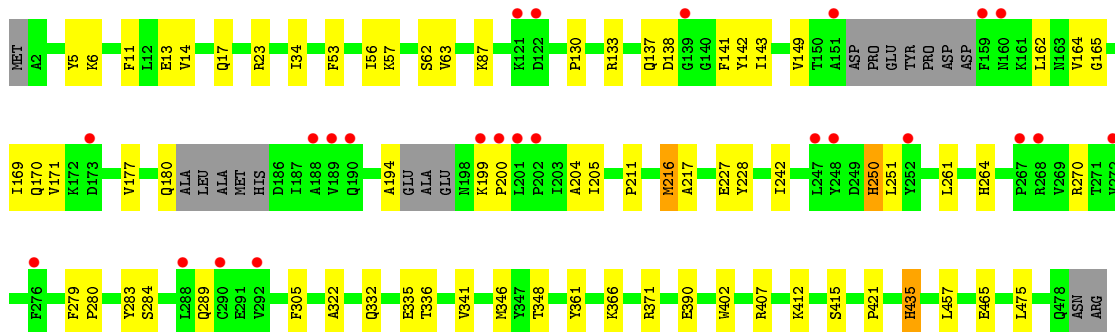 MET A2 Y5 K6 F11 L12 E13 V14 Q17 R23 I34 F53 I56 K57 S62 V63 K87 K121 D122 P130 R133 Q137 D138 G139 G140 F141 Y142 I143 V149 T150 A151 ASP PRO GLU TYR PRO ASP ASP F159 N160 K161 L162 N163 V164 G165
I169 Q170 V171 K172 D173 V177 Q180 ALA LEU ALA MET HIS D186 I187 A188 V189 Q190 A194 GLU ALA GLU N198 K199 P200 L201 P202 I203 A204 I205 P211 M216 A217 E227 Y228 I242 L247 Y248 D249 H250 L251 Y252 L261 H264 P267 R268 V269 R270 T271
F276 F279 P280 Y283 S284 L288 Q289 C290 E291 V292 F305 A322 Q332 E335 T336 V341 M346 Y347 T348 Y361 K366 R371 E390 W402 R407 K412 S415 P421 H435 L457 E465 L475 Q478 ASN ARG